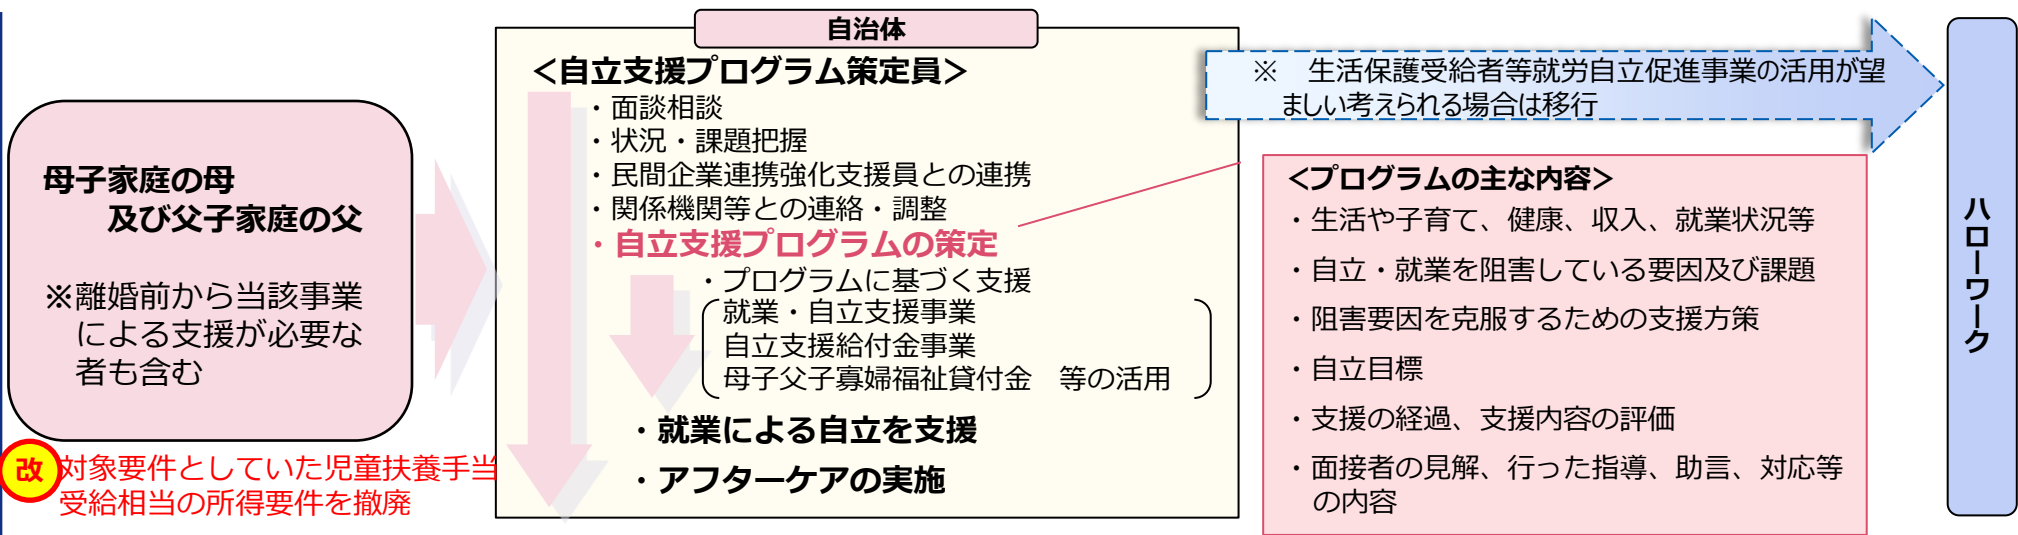 母子家庭の母
及び父子家庭の父
※離婚前から当該事業
による支援が必要な
者も含む
改
対象要件としていた児童扶養手当
受給相当の所得要件を撤廃
自治体
<自立支援プログラム策定員>
・面談相談
・状況・課題把握
・民間企業連携強化支援員との連携
・関係機関等との連絡・調整
・自立支援プログラムの策定
・プログラムに基づく支援
就業・自立支援事業
自立支援給付金事業
母子父子寡婦福祉貸付金　等の活用
・就業による自立を支援
・アフターケアの実施
※　生活保護受給者等就労自立促進事業の活用が望
ましい考えられる場合は移行
<プログラムの主な内容>
・生活や子育て、健康、収入、就業状況等
・自立・就業を阻害している要因及び課題
・阻害要因を克服するための支援方策
・自立目標
・支援の経過、支援内容の評価
・面接者の見解、行った指導、助言、対応等
の内容
ハローワーク